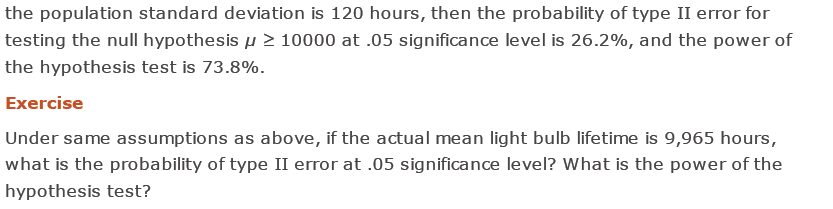 the population standard deviation is 120 hours, then the probability of type II error for
testing the null hypothesis μ ≥ 10000 at .05 significance level is 26.2%, and the power of
the hypothesis test is 73.8%.
Exercise
Under same assumptions as above, if the actual mean light bulb lifetime is 9,965 hours,
what is the probability of type II error at .05 significance level? What is the power of the
hypothesis test?